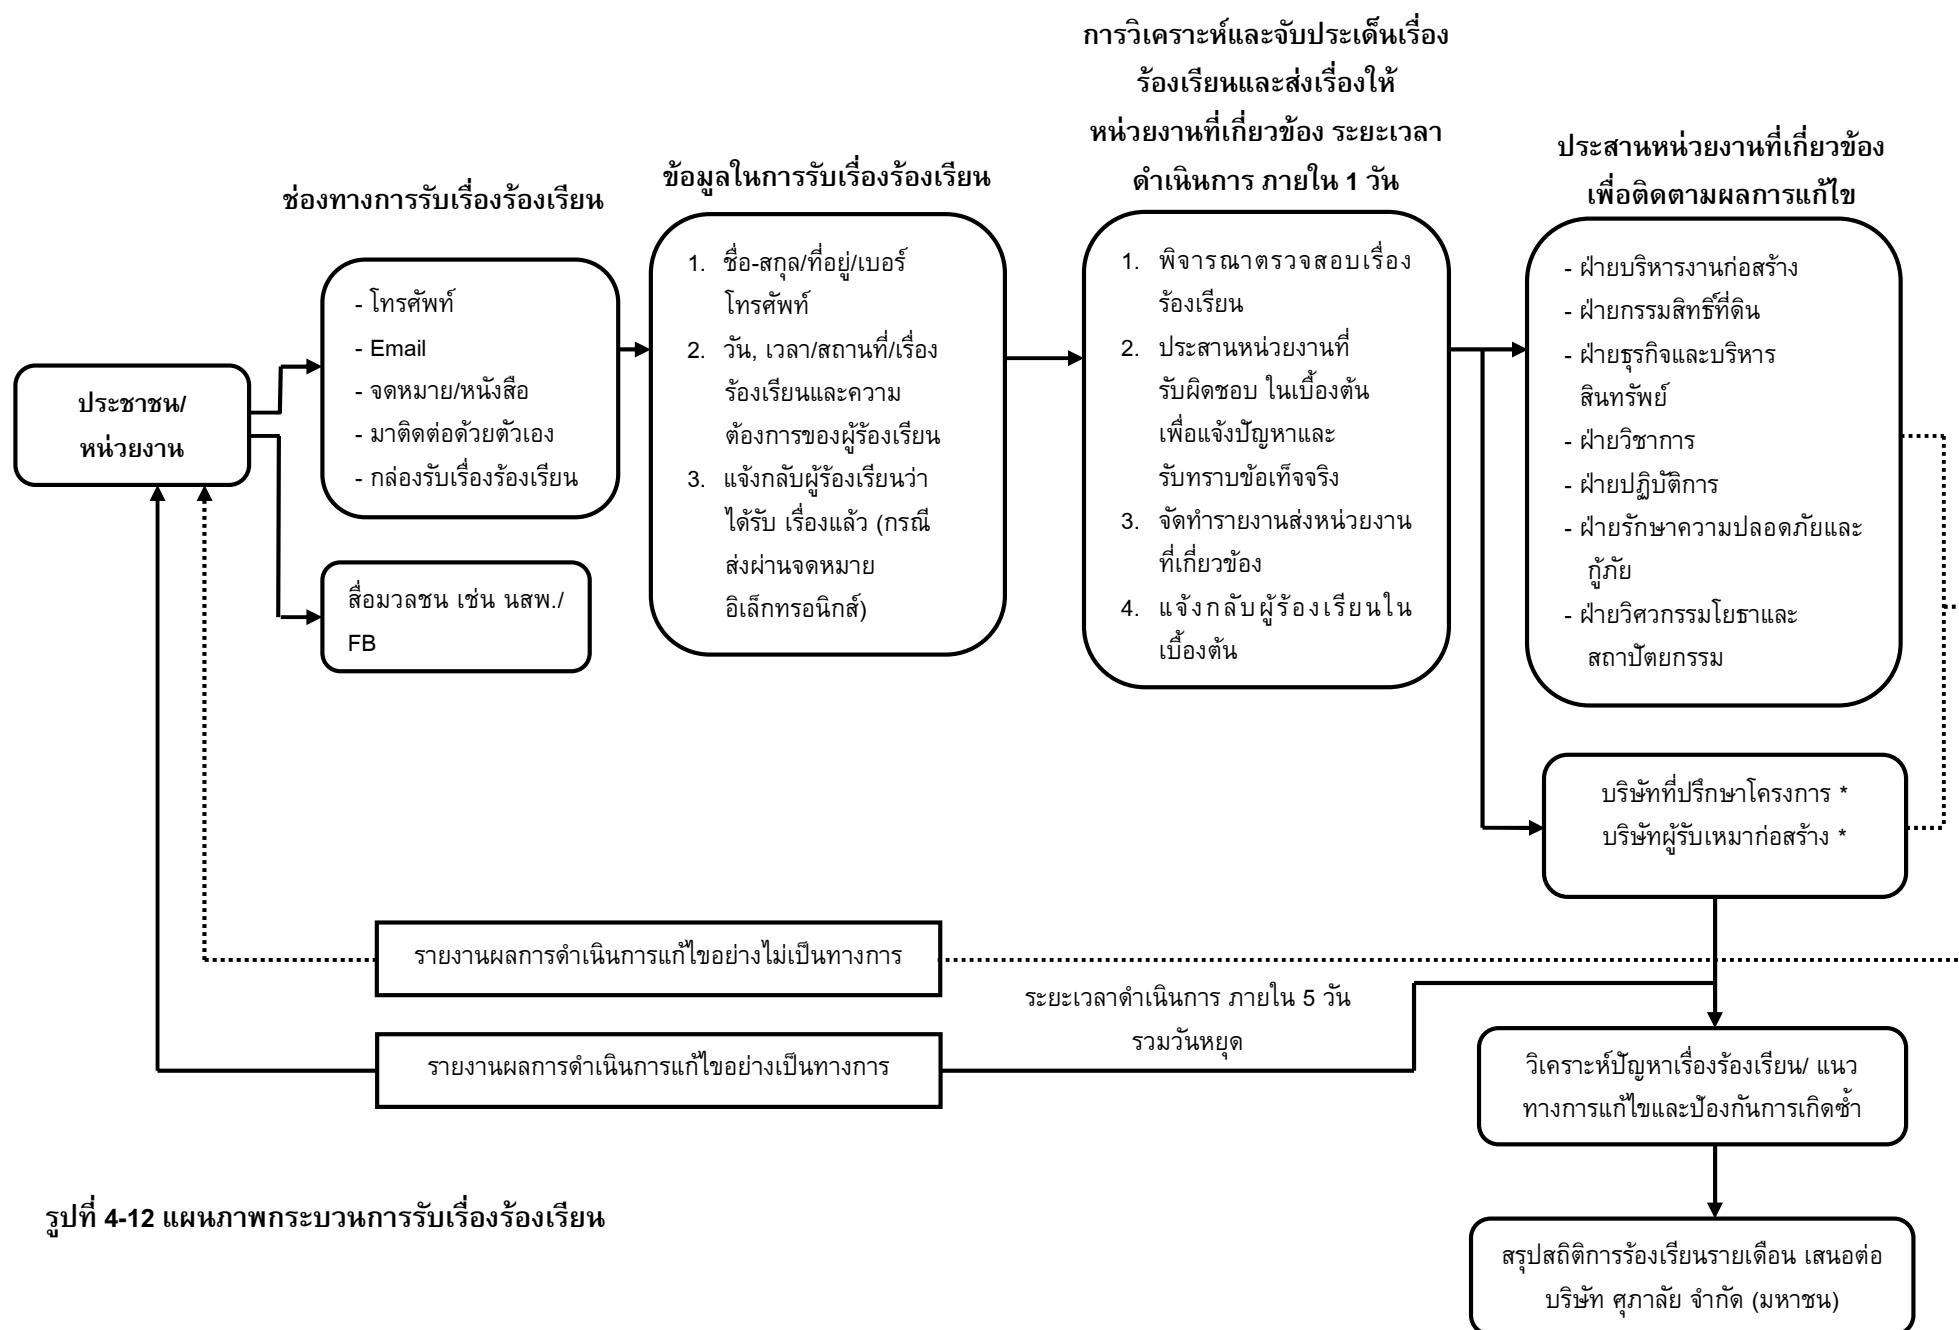 การวิเคราะห์และจับประเด็นเรื่อง
ร้องเรียนและส่งเรื่องให้
หน่วยงานที่เกี่ยวข้อง ระยะเวลา
ดำเนินการ ภายใน 1 วัน
ประสานหน่วยงานที่เกี่ยวข้อง
เพื่อติดตามผลการแก้ไข
ข้อมูลในการรับเรื่องร้องเรียน
ช่องทางการรับเรื่องร้องเรียน
ประชาชน/
หน่วยงาน
- โทรศัพท์
- Email
- จดหมาย/หนังสือ
- มาติดต่อด้วยตัวเอง
- กล่องรับเรื่องร้องเรียน
สื่อมวลชน เช่น นสพ./
FB
1. ชื่อ-สกุล/ที่อยู่/เบอร์
โทรศัพท์
2. วัน, เวลา/สถานที่/เรื่อง
ร้องเรียนและความ
ต้องการของผู้ร้องเรียน
3. แจ้งกลับผู้ร้องเรียนว่า
ได้รับ เรื่องแล้ว (กรณี
ส่งผ่านจดหมาย
อิเล็กทรอนิกส์)
1. พิจารณาตรวจสอบเรื่อง
ร้องเรียน
2. ประสานหน่วยงานที่
รับผิดชอบ ในเบื้องต้น
เพื่อแจ้งปัญหาและ
รับทราบข้อเท็จจริง
3. จัดทำรายงานส่งหน่วยงาน
ที่เกี่ยวข้อง
4. แจ้งกลับผู้ร้องเรียนใน
เบื้องต้น
- ฝ่ายบริหารงานก่อสร้าง
- ฝ่ายกรรมสิทธิ์ที่ดิน
- ฝ่ายธุรกิจและบริหาร
สินทรัพย์
- ฝ่ายวิชาการ
- ฝ่ายปฏิบัติการ
- ฝ่ายรักษาความปลอดภัยและ
กู้ภัย
- ฝ่ายวิศวกรรมโยธาและ
สถาปัตยกรรม
บริษัทที่ปรึกษาโครงการ *
บริษัทผู้รับเหมาก่อสร้าง *
รายงานผลการดำเนินการแก้ไขอย่างไม่เป็นทางการ
ระยะเวลาดำเนินการ ภายใน 5 วัน
รวมวันหยุด
รายงานผลการดำเนินการแก้ไขอย่างเป็นทางการ
วิเคราะห์ปัญหาเรื่องร้องเรียน/ แนว
ทางการแก้ไขและป้องกันการเกิดซ้ำ
รูปที่ 4-12 แผนภาพกระบวนการรับเรื่องร้องเรียน
สรุปสถิติการร้องเรียนรายเดือน เสนอต่อ
บริษัท ศุภาลัย จำกัด (มหาชน)